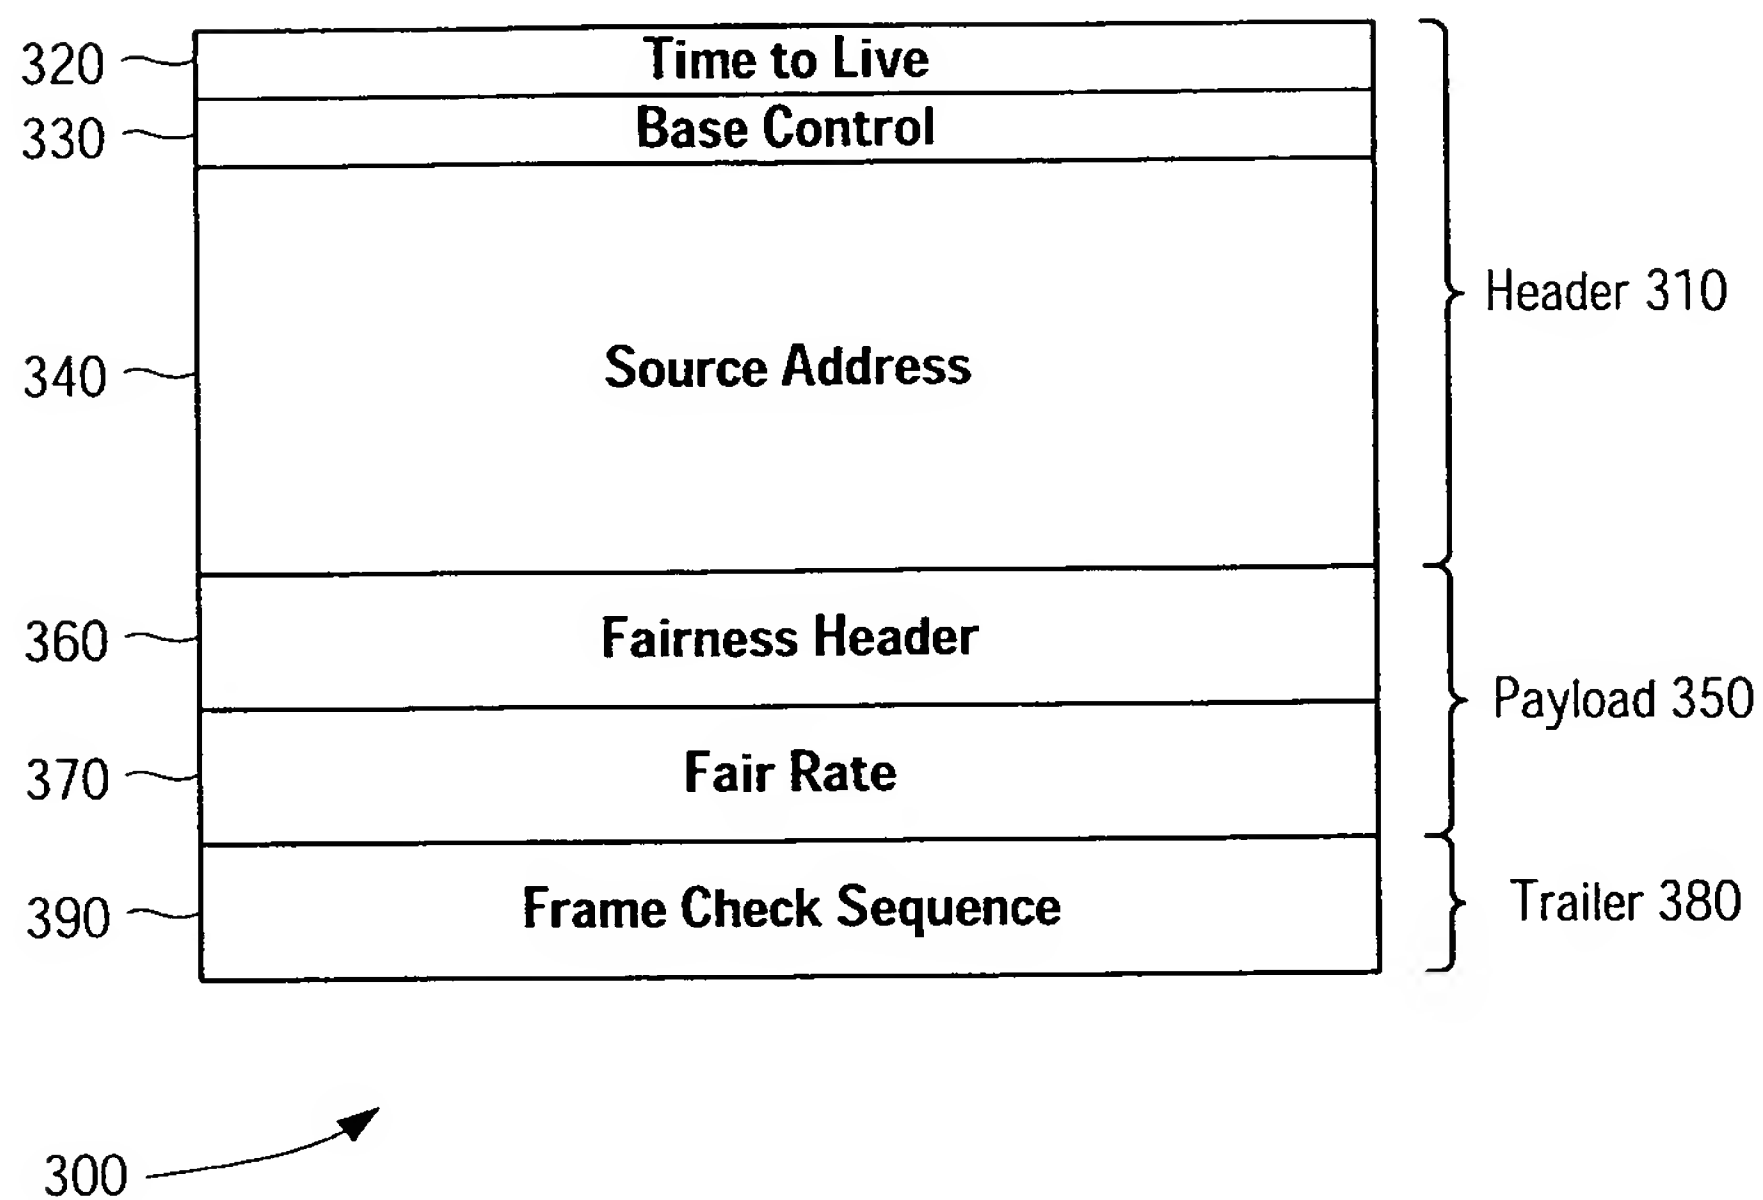 320
Time to Live
330
Base Control
340
Source Address
Header 310
360
Fairness Header
370
Fair Rate
Payload 350
390
Frame Check Sequence
Trailer 380
300